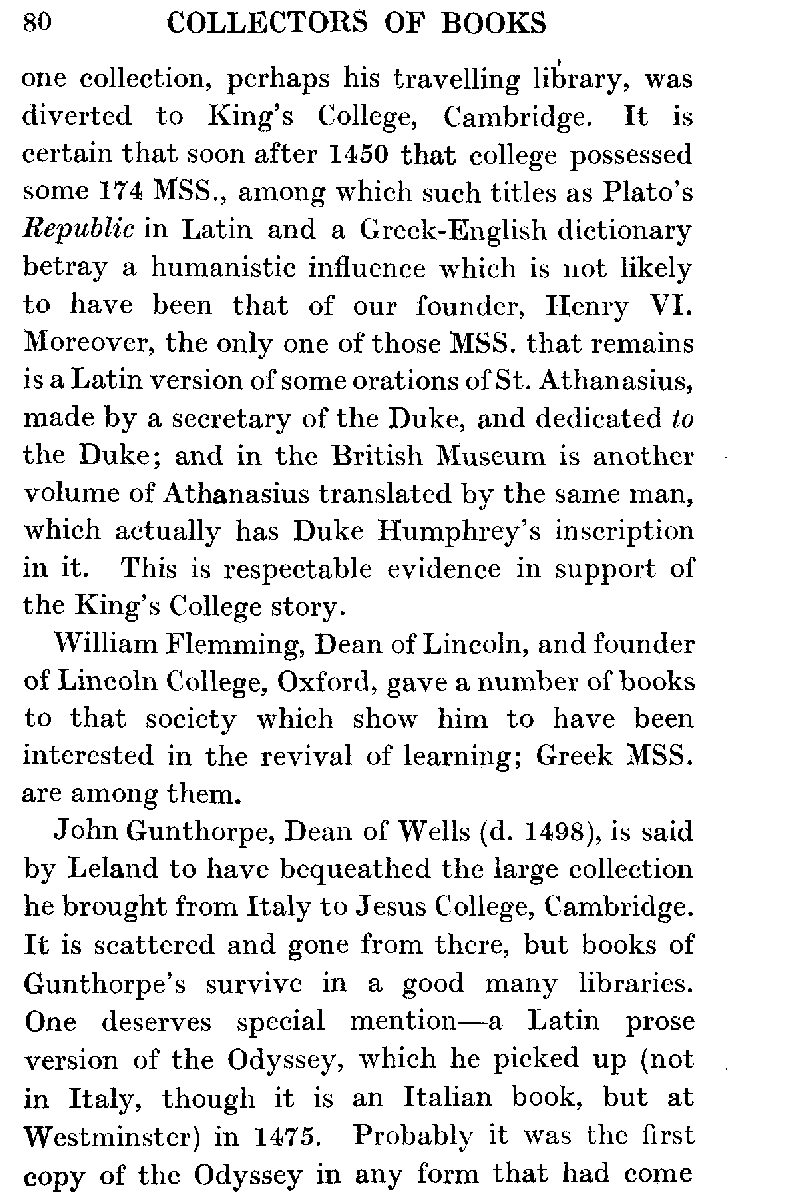 80 COLLECTORS OF BOOKS
one collection, perhaps his travelling library, was
diverted to King's College, Cambridge. It is
certain that soon after 1450 that college possessed
some 174 MSS., among which such titles as Plato's
Republic in Latin and a Greek-English dictionary
betray a humanistic influence which is not likely
to have been that of our founder, Henry VI.
Moreover, the only one of those MSS. that remains
is a Latin version of some orations of St. Athanasius,
made by a secretary of the Duke, and dedicated to
the Duke; and in the British Museum is another
volume of Athanasius translated by the same man,
which actually has Duke Humphrey's inscription
in it. This is respectable evidence in support of
the King's College story.
William Flemming, Dean of Lincoln, and founder
of Lincoln College, Oxford, gave a number of books
to that society which show him to have been
interested in the revival of learning; Greek MSS.
are among them.
John Gunthorpe, Dean of Wells (d. 1498), is said
by Leland to have bequeathed the large collection
he brought from Italy to Jesus College, Cambridge.
It is scattered and gone from there, but books of
Gunthorpe's survive in a good many libraries.
One deserves special mention—a Latin prose
version of the Odyssey, which he picked up (not
in Italy, though it is an Italian book, but at
Westminster) in 1475. Probably it was the first
copy of the Odyssey in any form that had come